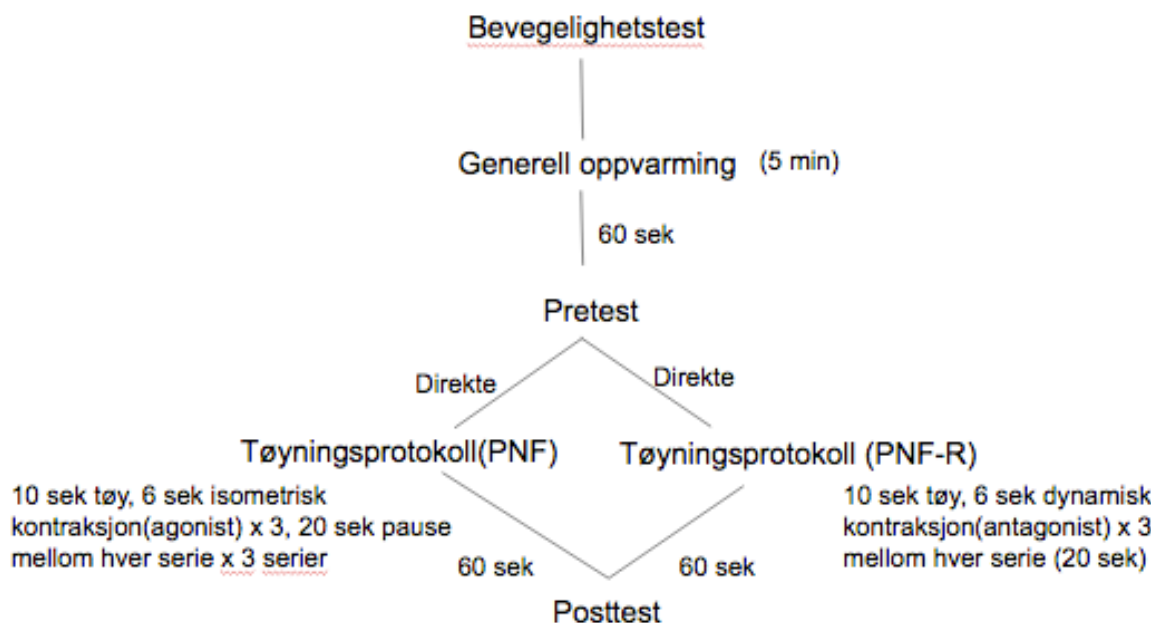 Bevegelighetstest
Generell oppvarming (5 min)
60 sek
Pretest
Direkte
Direkte
Tøyningsprotokoll(PNF)
Tøyningsprotokoll (PNF-R)
10 sek tøy, 6 sek isometrisk
kontraksjon(agonist) x 3, 20 sek pause
mellom hver serie x 3 serier
10 sek tøy, 6 sek dynamisk
kontraksjon(antagonist) x 3
mellom hver serie (20 sek)
60 sek
60 sek
Posttest